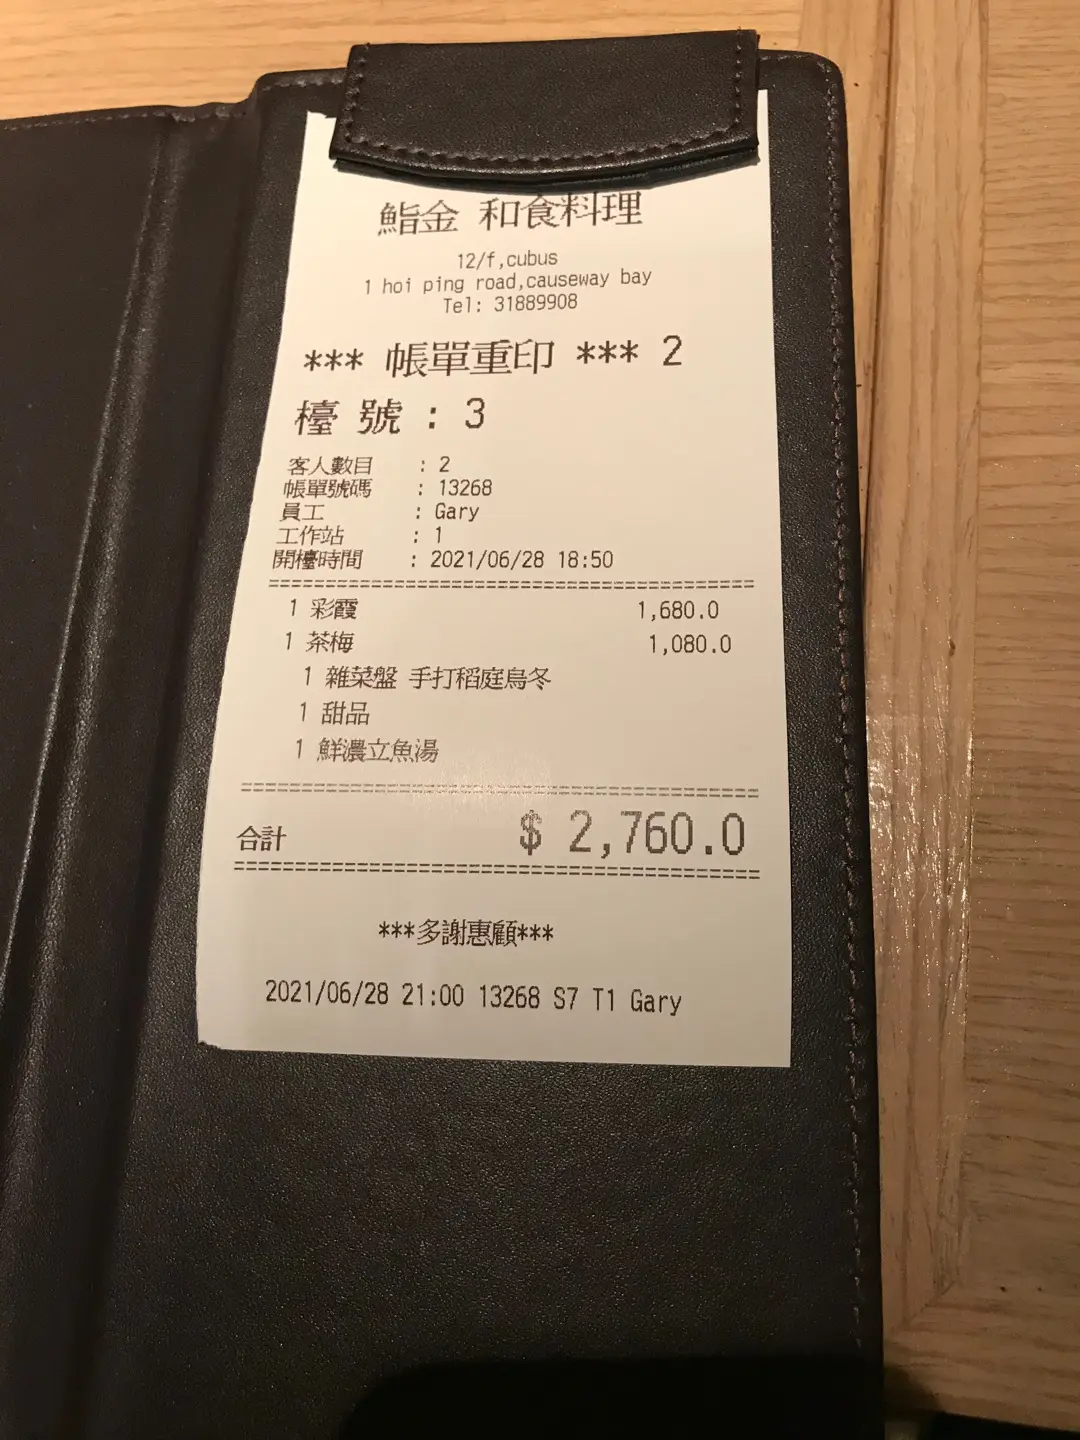 鮨金 和食料理
12/f,cubus
1 hoi ping road,causeway bay
Tel: 31889908
*** 帳單重印 *** 2
檯 號 : 3
客人數目 : 2
帳單號碼 : 13268
員工 : Gary
工作站 : 1
開檯時間 : 2021/06/28 18:50
1 彩霞 1,680.0
1 茶梅 1,080.0
1 雜菜盤 手打稻庭烏冬
1 甜品
1 鮮濃立魚湯
合計 $ 2,760.0
***多謝惠顧***
2021/06/28 21:00 13268 S7 T1 Gary